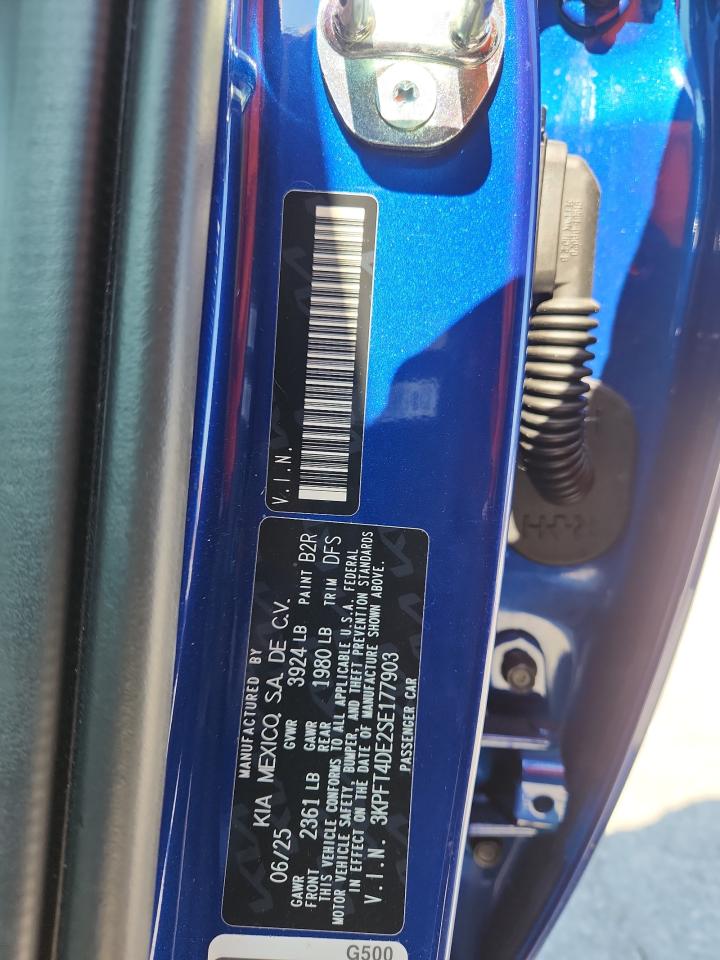 V.I.N.
MANUFACTURED BY
KIA MEXICO, S.A. DE C.V.
06/25 GVWR 3924 LB PAINT B2R
GAWR FRONT 2361 LB GAWR REAR 1980 LB TRIM DFS
THIS VEHICLE CONFORMS TO ALL APPLICABLE U.S.A. FEDERAL
MOTOR VEHICLE SAFETY, BUMPER, AND THEFT PREVENTION STANDARDS
IN EFFECT ON THE DATE OF MANUFACTURE SHOWN ABOVE.
V.I.N. 3KPFT4DE2SE177903
PASSENGER CAR
G500